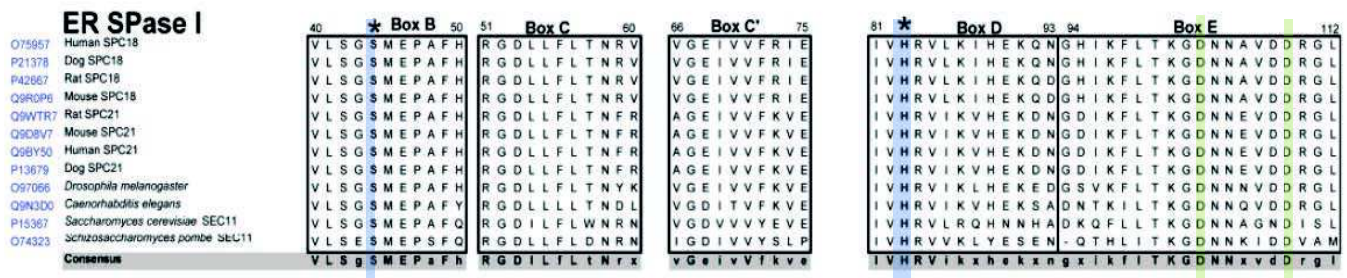 ER SPase I
40 * Box B 50 51 Box C 60 66 Box C' 75 81 * Box D 93 94 Box E 112
O75957 Human SPC18 V L S G S M E P A F H R G D L L F L T N R V V G E I V V F R I E I V H R V L K I H E K Q N G H I K F L T K G D N N A V D D R G L
P21378 Dog SPC18 V L S G S M E P A F H R G D L L F L T N R V V G E I V V F R I E I V H R V L K I H E K Q N G H I K F L T K G D N N A V D D R G L
P42667 Rat SPC18 V L S G S M E P A F H R G D L L F L T N R V V G E I V V F R I E I V H R V L K I H E K Q D G H I K F L T K G D N N A V D D R G L
Q9R0P6 Mouse SPC18 V L S G S M E P A F H R G D L L F L T N R V V G E I V V F R I E I V H R V L K I H E K Q D G H I K F L T K G D N N A V D D R G L
Q9WTR7 Rat SPC21 V L S G S M E P A F H R G D L L F L T N F R A G E I V V F K V E I V H R V I K V H E K D N G D I K F L T K G D N N E V D D R G L
Q9D8V7 Mouse SPC21 V L S G S M E P A F H R G D L L F L T N F R A G E I V V F K V E I V H R V I K V H E K D N G D I K F L T K G D N N E V D D R G L
Q9BY50 Human SPC21 V L S G S M E P A F H R G D L L F L T N F R A G E I V V F K V E I V H R V I K V H E K D N G D I K F L T K G D N N E V D D R G L
P13679 Dog SPC21 V L S G S M E P A F H R G D L L F L T N F R A G E I V V F K V E I V H R V I K V H E K D N G D I K F L T K G D N N E V D D R G L
O97066 Drosophila melanogaster V L S G S M E P A F H R G D L L F L T N Y K V G E I V V F K V E I V H R V I K L H E K E D G S V K F L T K G D N N N V D D R G L
Q9N3D0 Caenorhabditis elegans V L S G S M E P A F Y R G D L L L L T N D L V G D I T V F K V E I V H R V I K V H E K S A D N T K I L T K G D N N Q V D D R G L
P15367 Saccharomyces cerevisiae SEC11 V L S G S M E P A F Q R G D I L F L W N R N V G D V V V Y E V E I V H R V L R Q H N N H A D K Q F L L T K G D N N A G N D I S L
O74323 Schizosaccharomyces pombe SEC11 V L S E S M E P S F Q R G D L L F L D N R N I G D I V V Y S L P I V H R V V K L Y E S E N - Q T H L I T K G D N N K I D D V A M
Consensus V L S g S M E P a F h R G D l L f L t N r x v G e i v V f k v e I V H R V i k x h e k x n g x i k f l T K G D N N x v d D r g l